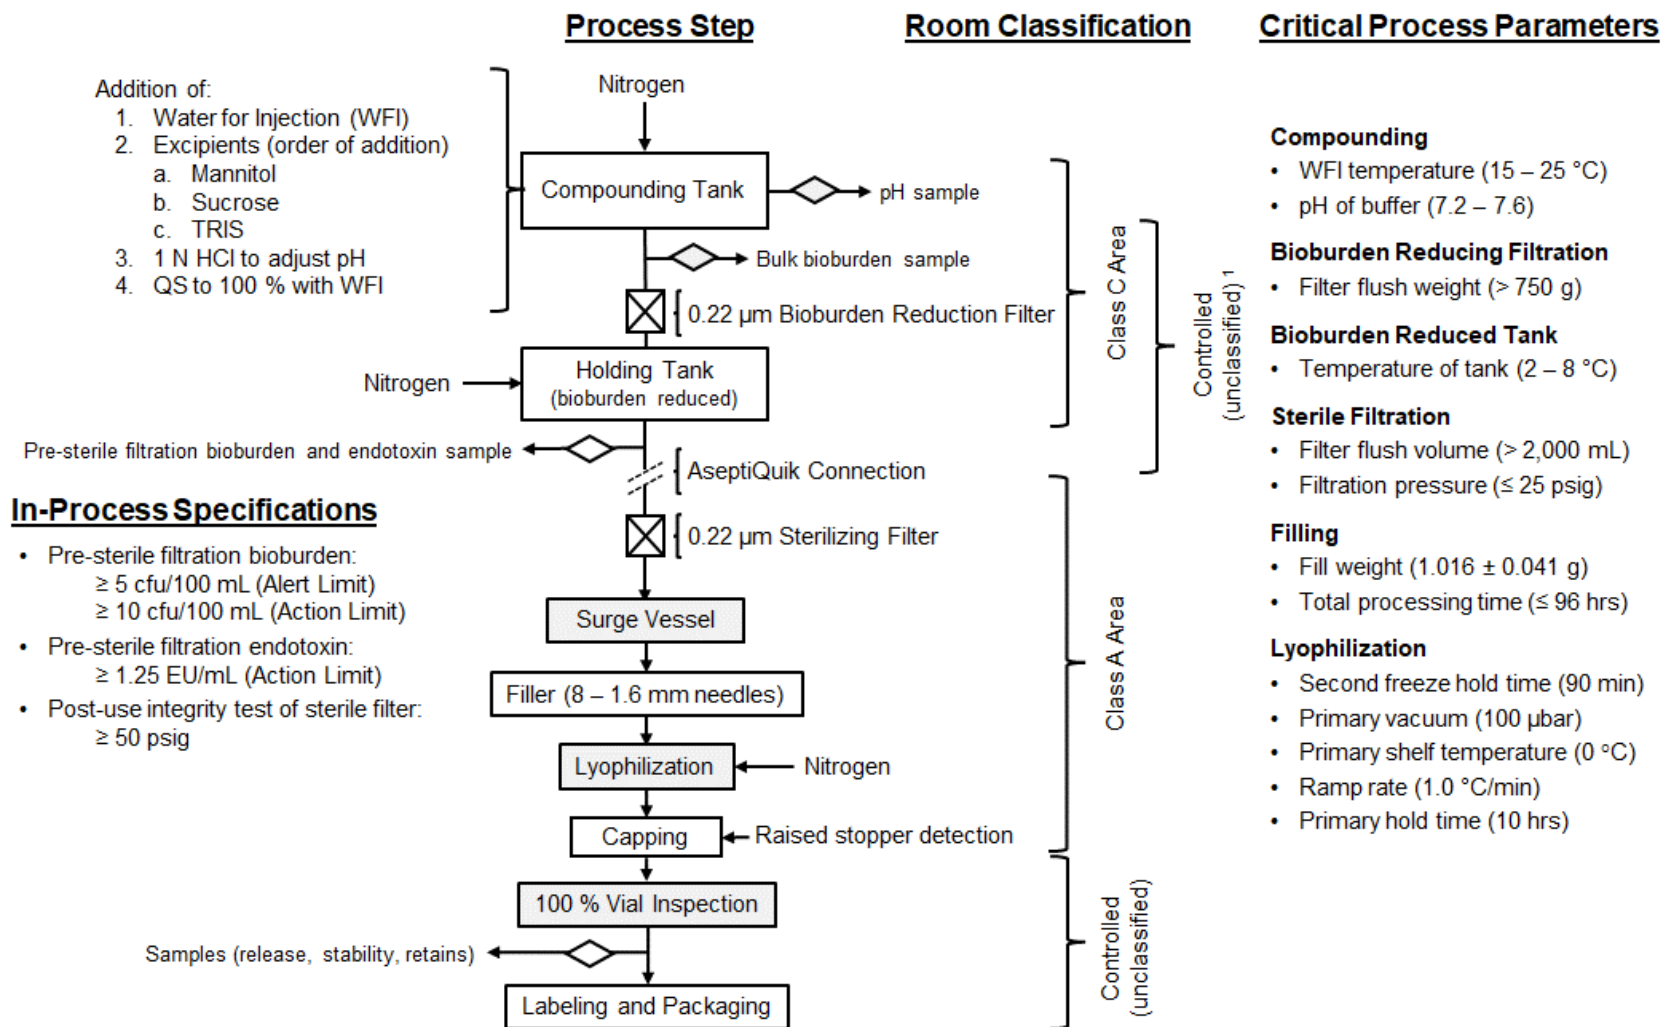 Process Step
Room Classification
Critical Process Parameters
Addition of:
1. Water for Injection (WFI)
2. Excipients (order of addition)
a. Mannitol
b. Sucrose
c. TRIS
3. 1 N HCl to adjust pH
4. QS to 100 % with WFI
Nitrogen
Compounding Tank
pH sample
Bulk bioburden sample
0.22 µm Bioburden Reduction Filter
Nitrogen
Holding Tank
(bioburden reduced)
Pre-sterile filtration bioburden and endotoxin sample
AseptiQuik Connection
0.22 µm Sterilizing Filter
Surge Vessel
Filler (8 – 1.6 mm needles)
Lyophilization
Nitrogen
Capping
Raised stopper detection
100 % Vial Inspection
Samples (release, stability, retains)
Labeling and Packaging
In-Process Specifications
• Pre-sterile filtration bioburden:
≥ 5 cfu/100 mL (Alert Limit)
≥ 10 cfu/100 mL (Action Limit)
• Pre-sterile filtration endotoxin:
≥ 1.25 EU/mL (Action Limit)
• Post-use integrity test of sterile filter:
≥ 50 psig
Class C Area
Controlled
(unclassified) 1
Class A Area
Controlled
(unclassified)
Compounding
• WFI temperature (15 – 25 °C)
• pH of buffer (7.2 – 7.6)
Bioburden Reducing Filtration
• Filter flush weight (> 750 g)
Bioburden Reduced Tank
• Temperature of tank (2 – 8 °C)
Sterile Filtration
• Filter flush volume (> 2,000 mL)
• Filtration pressure (≤ 25 psig)
Filling
• Fill weight (1.016 ± 0.041 g)
• Total processing time (≤ 96 hrs)
Lyophilization
• Second freeze hold time (90 min)
• Primary vacuum (100 µbar)
• Primary shelf temperature (0 °C)
• Ramp rate (1.0 °C/min)
• Primary hold time (10 hrs)